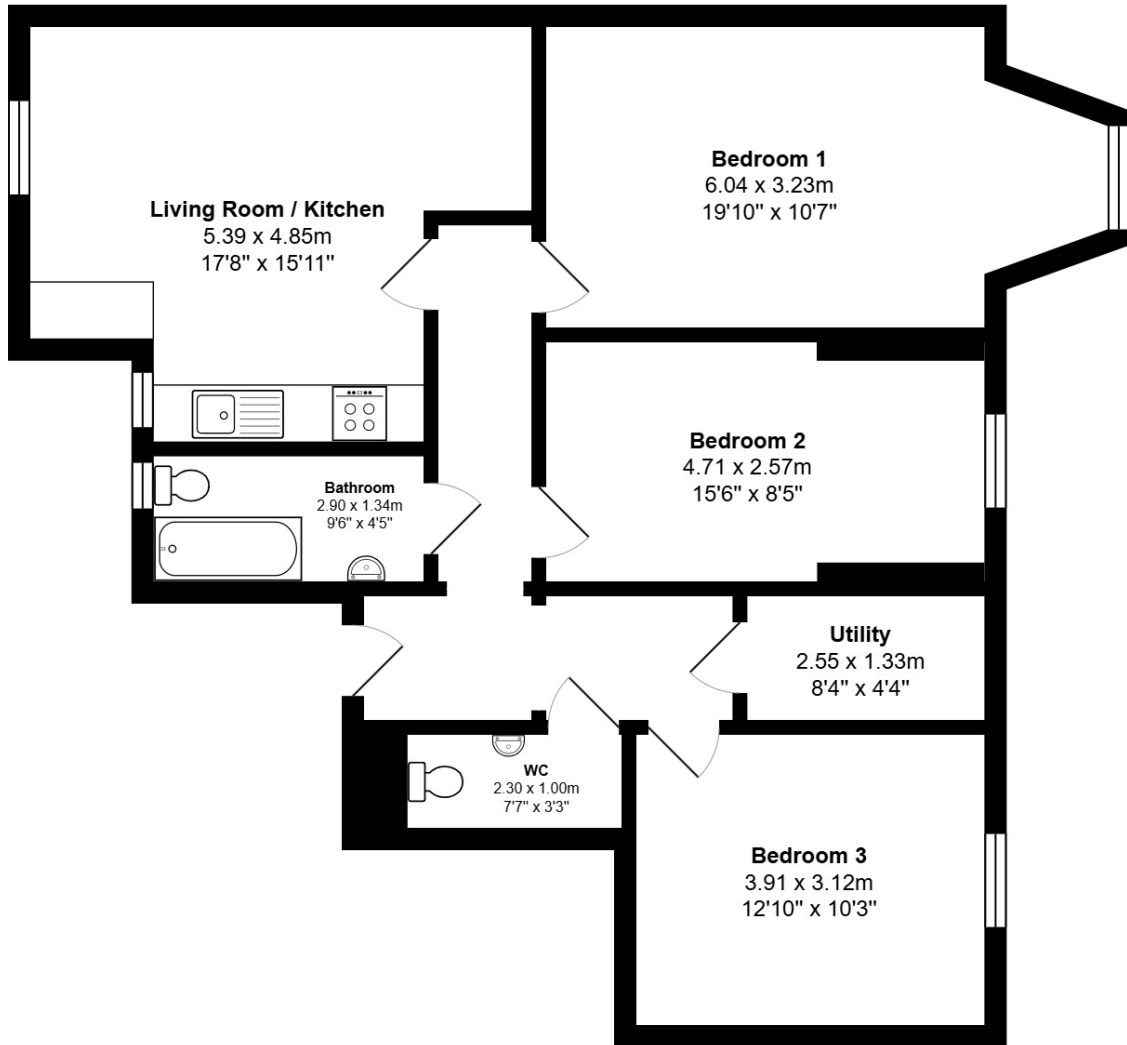 Living Room / Kitchen
5.39 x 4.85m
17'8" x 15'11"
Bedroom 1
6.04 x 3.23m
19'10" x 10'7"
Bedroom 2
4.71 x 2.57m
15'6" x 8'5"
Bathroom
2.90 x 1.34m
9'6" x 4'5"
Utility
2.55 x 1.33m
8'4" x 4'4"
WC
2.30 x 1.00m
7'7" x 3'3"
Bedroom 3
3.91 x 3.12m
12'10" x 10'3"